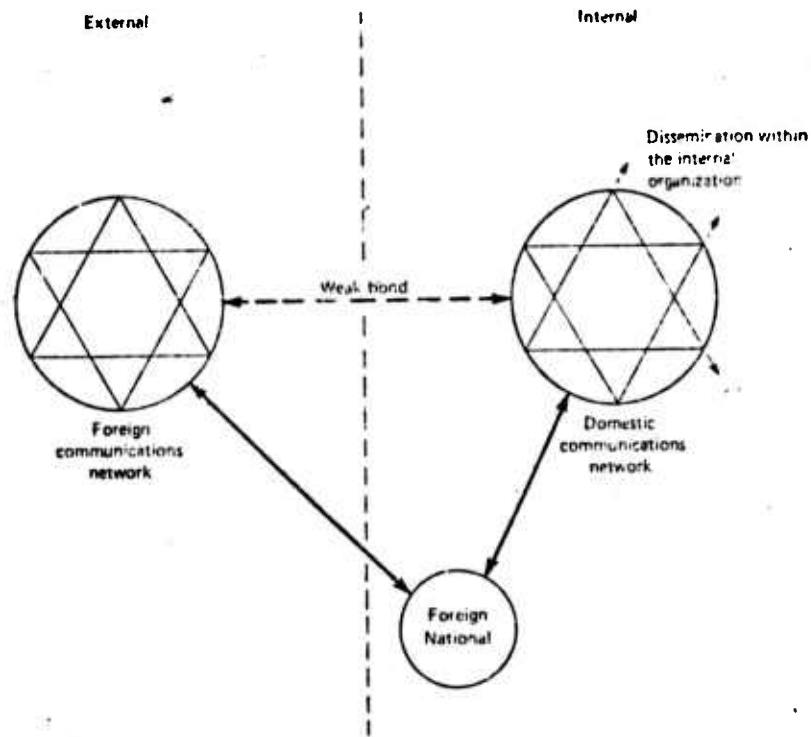 External
Internal
Dissemination within
the internal
organization
Weak bond
Foreign
communications
network
Domestic
communications
network
Foreign
National